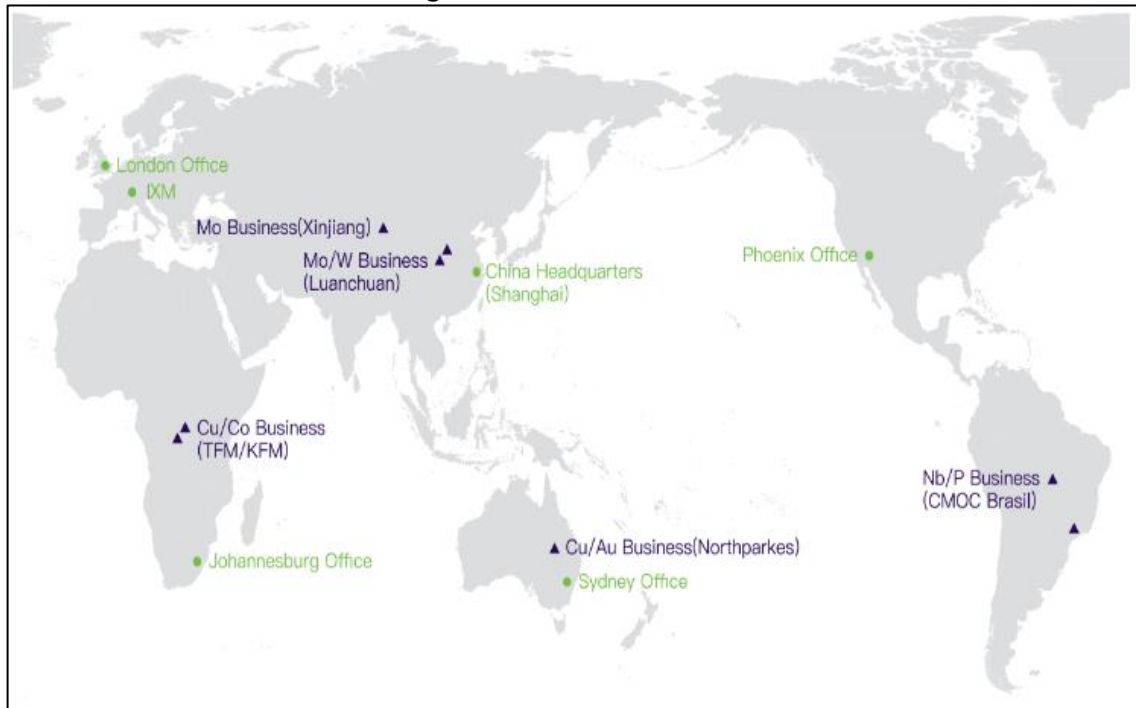 London Office
IXM
Mo Business(Xinjiang)
Mo/W Business
(Luanchuan)
China Headquarters
(Shanghai)
Phoenix Office
Cu/Co Business
(TFM/KFM)
Nb/P Business
(CMOC Brasil)
Cu/Au Business(Northparkes)
Johannesburg Office
Sydney Office